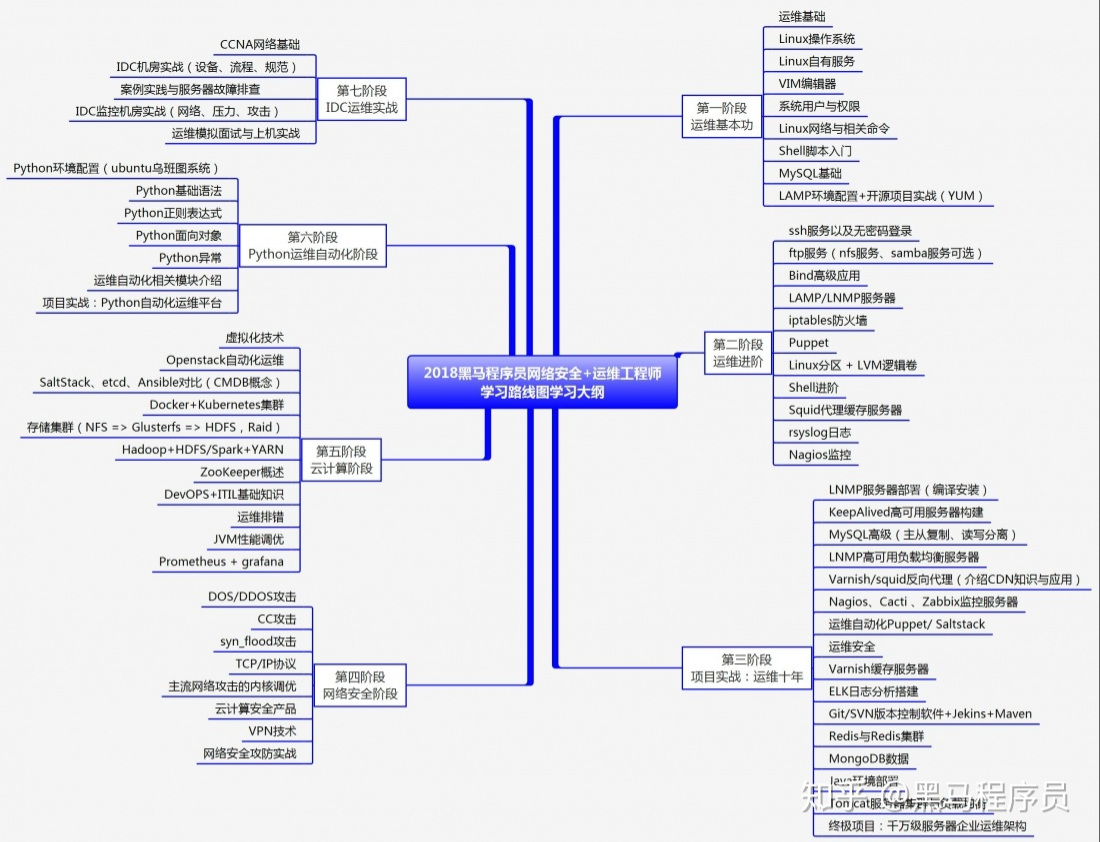 2018黑马程序员网络安全+运维工程师
学习路线图学习大纲
第一阶段
运维基本功
运维基础
Linux操作系统
Linux自有服务
VIM编辑器
系统用户与权限
Linux网络与相关命令
Shell脚本入门
MySQL基础
LAMP环境配置+开源项目实战（YUM）
第二阶段
运维进阶
ssh服务以及无密码登录
ftp服务（nfs服务、samba服务可选）
Bind高级应用
LAMP/LNMP服务器
iptables防火墙
Puppet
Linux分区 + LVM逻辑卷
Shell进阶
Squid代理缓存服务器
rsyslog日志
Nagios监控
第三阶段
项目实战：运维十年
LNMP服务器部署（编译安装）
KeepAlived高可用服务器构建
MySQL高级（主从复制、读写分离）
LNMP高可用负载均衡服务器
Varnish/squid反向代理（介绍CDN知识与应用）
Nagios、Cacti 、Zabbix监控服务器
运维自动化Puppet/ Saltstack
运维安全
Varnish缓存服务器
ELK日志分析搭建
Git/SVN版本控制软件+Jekins+Maven
Redis与Redis集群
MongoDB数据
Java环境部署
Tomcat服务器集群与负载均衡
终极项目：千万级服务器企业运维架构
第四阶段
网络安全阶段
DOS/DDOS攻击
CC攻击
syn_flood攻击
TCP/IP协议
主流网络攻击的内核调优
云计算安全产品
VPN技术
网络安全攻防实战
第五阶段
云计算阶段
虚拟化技术
Openstack自动化运维
SaltStack、etcd、Ansible对比（CMDB概念）
Docker+Kubernetes集群
存储集群（NFS => Glusterfs => HDFS，Raid）
Hadoop+HDFS/Spark+YARN
ZooKeeper概述
DevOPS+ITIL基础知识
运维排错
JVM性能调优
Prometheus + grafana
第六阶段
Python运维自动化阶段
Python环境配置（ubuntu乌班图系统）
Python基础语法
Python正则表达式
Python面向对象
Python异常
运维自动化相关模块介绍
项目实战：Python自动化运维平台
第七阶段
IDC运维实战
CCNA网络基础
IDC机房实战（设备、流程、规范）
案例实践与服务器故障排查
IDC监控机房实战（网络、压力、攻击）
运维模拟面试与上机实战
知乎 @黑马程序员